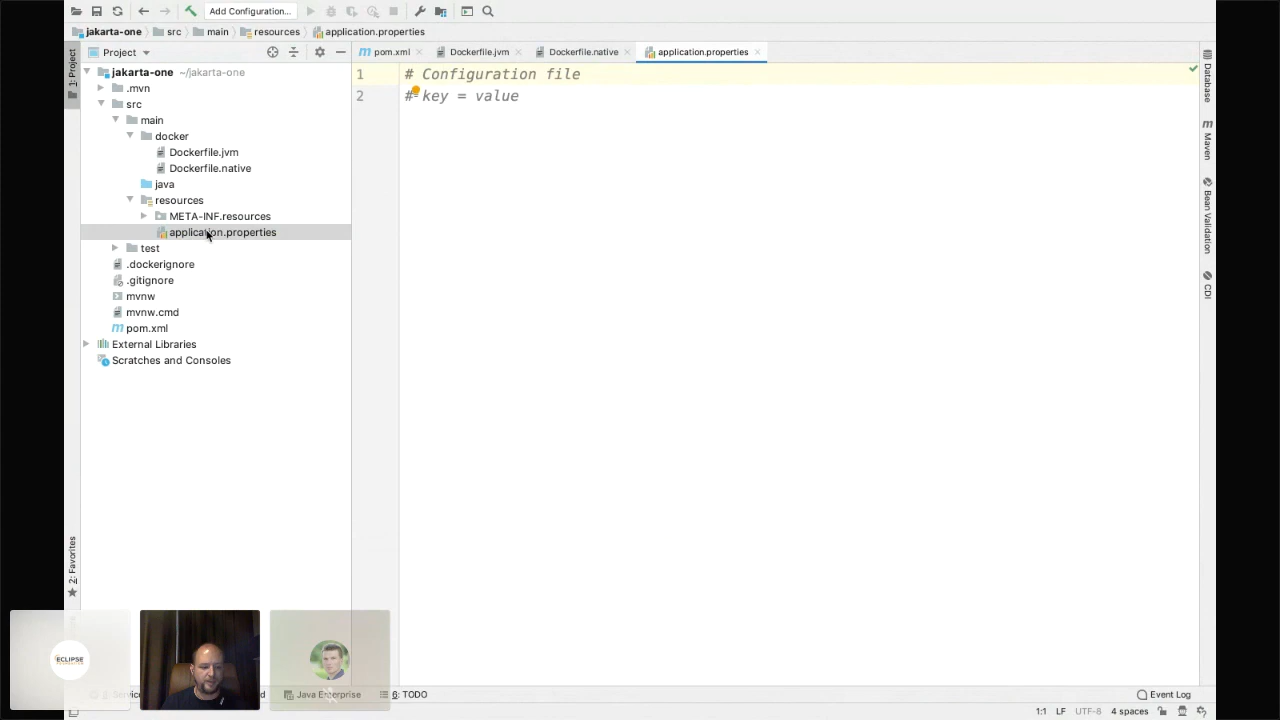 Add Configuration...
jakarta-one
src
main
resources
application.properties
1: Project
Project
pom.xml
Dockerfile.jvm
Dockerfile.native
application.properties
jakarta-one ~/jakarta-one
.mvn
src
main
docker
Dockerfile.jvm
Dockerfile.native
java
resources
META-INF.resources
application.properties
test
.dockerignore
.gitignore
mvnw
mvnw.cmd
pom.xml
External Libraries
Scratches and Consoles
1 # Configuration file
2 # key = value
Database
Maven
Bean Validation
CDI
2: Favorites
ECLIPSE
FOUNDATION
Java Enterprise
6: TODO
Event Log
1:1 LF UTF-8 4 spaces